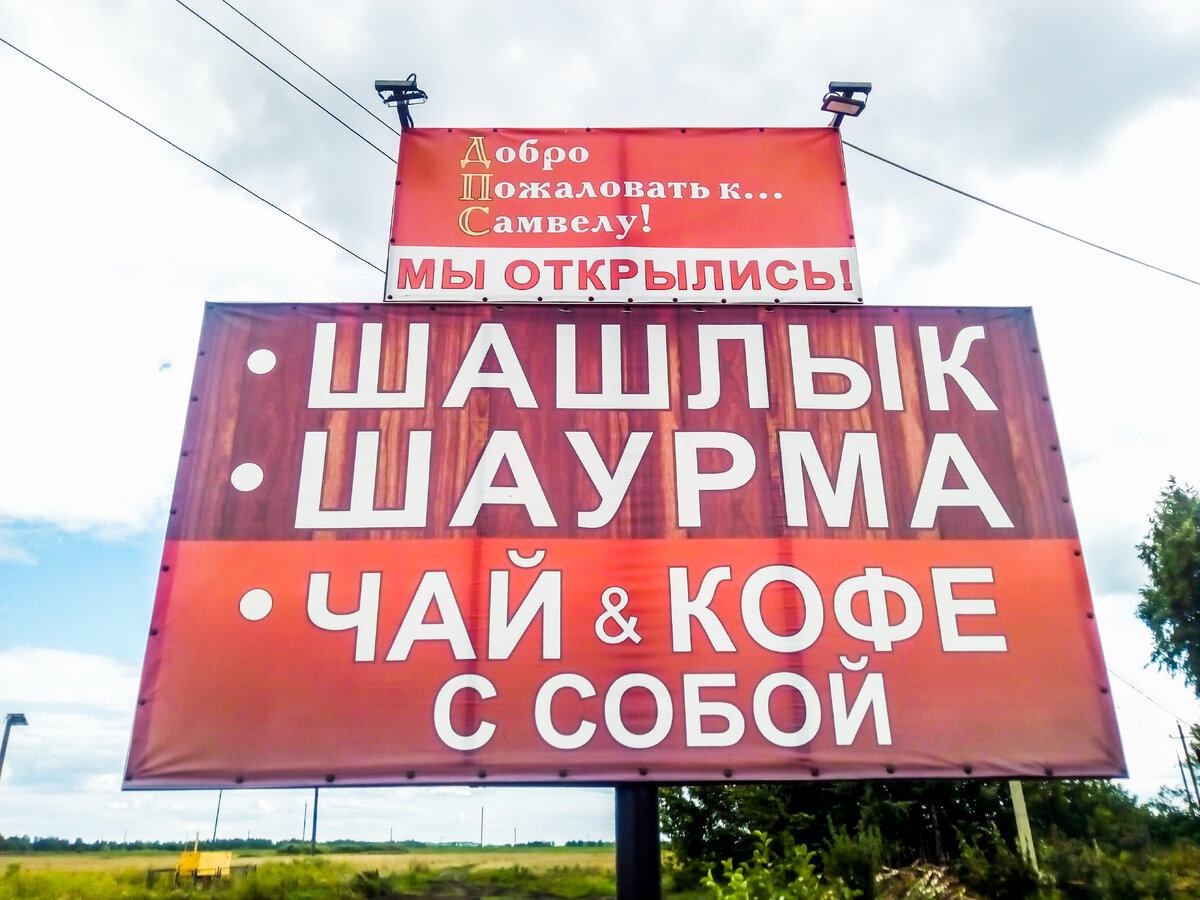 Добро
Пожаловать к...
Самвелу!
МЫ ОТКРЫЛИСЬ!
• ШАШЛЫК
• ШАУРМА
• ЧАЙ & КОФЕ
С СОБОЙ